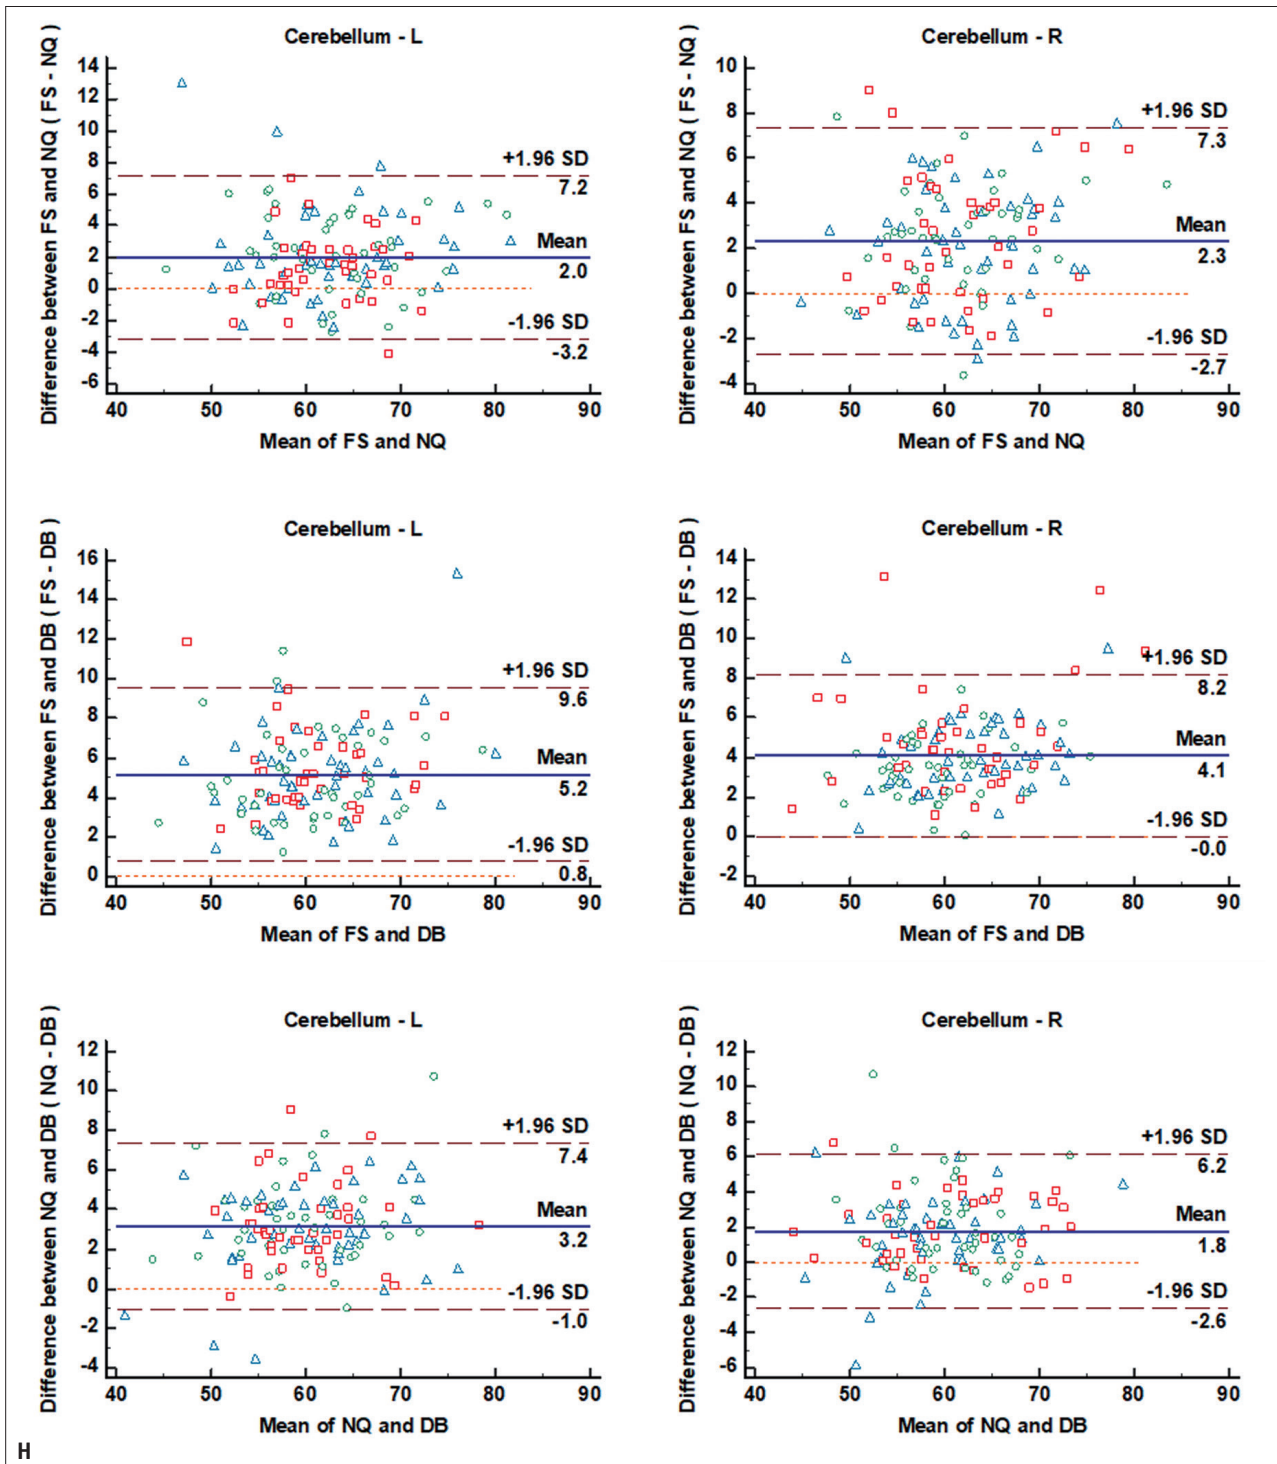 Cerebellum - L
Difference between FS and NQ ( FS - NQ)
14
12
10
8
6
4
2
0
-2
-4
-6
+1.96 SD
7.2
Mean
2.0
-1.96 SD
-3.2
40 50 60 70 80 90
Mean of FS and NQ
Cerebellum - R
Difference between FS and NQ ( FS - NQ)
10
8
6
4
2
0
-2
-4
+1.96 SD
7.3
Mean
2.3
-1.96 SD
-2.7
40 50 60 70 80 90
Mean of FS and NQ
Cerebellum - L
Difference between FS and DB ( FS - DB)
16
14
12
10
8
6
4
2
0
+1.96 SD
9.6
Mean
5.2
-1.96 SD
0.8
40 50 60 70 80 90
Mean of FS and DB
Cerebellum - R
Difference between FS and DB ( FS - DB)
14
12
10
8
6
4
2
0
-2
+1.96 SD
8.2
Mean
4.1
-1.96 SD
-0.0
40 50 60 70 80 90
Mean of FS and DB
Cerebellum - L
Difference between NQ and DB ( NQ - DB)
12
10
8
6
4
2
0
-2
-4
+1.96 SD
7.4
Mean
3.2
-1.96 SD
-1.0
40 50 60 70 80 90
Mean of NQ and DB
Cerebellum - R
Difference between NQ and DB ( NQ - DB)
12
10
8
6
4
2
0
-2
-4
-6
+1.96 SD
6.2
Mean
1.8
-1.96 SD
-2.6
40 50 60 70 80 90
Mean of NQ and DB
H